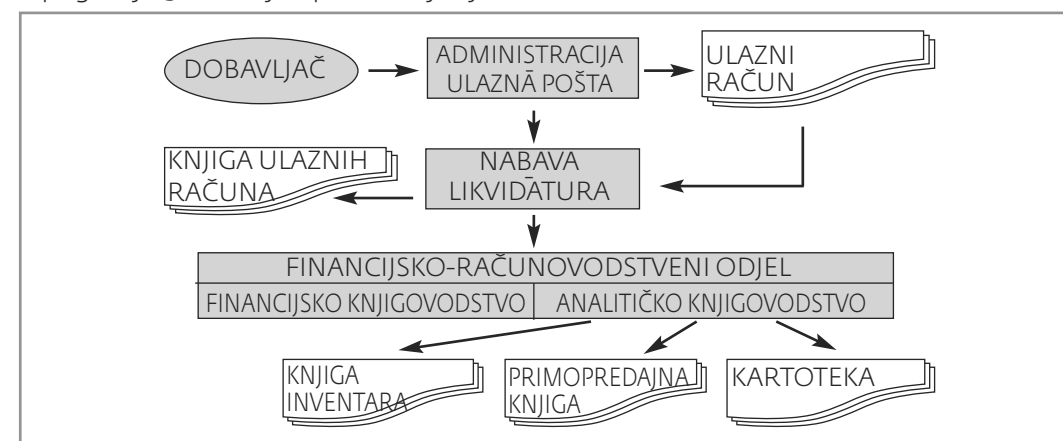 DOBAVLJAČ
ADMINISTRACIJA
ULAZNĀ POŠTA
ULAZNI
RAČUN
KNJIGA ULAZNIH
RAČUNA
NABAVA
LIKVIDATURA
FINANCIJSKO-RAČUNOVODSTVENI ODJEL
FINANCIJSKO KNJIGOVODSTVO
ANALITIČKO KNJIGOVODSTVO
KNJIGA
INVENTARA
PRIMOPREDAJNA
KNJIGA
KARTOTEKA